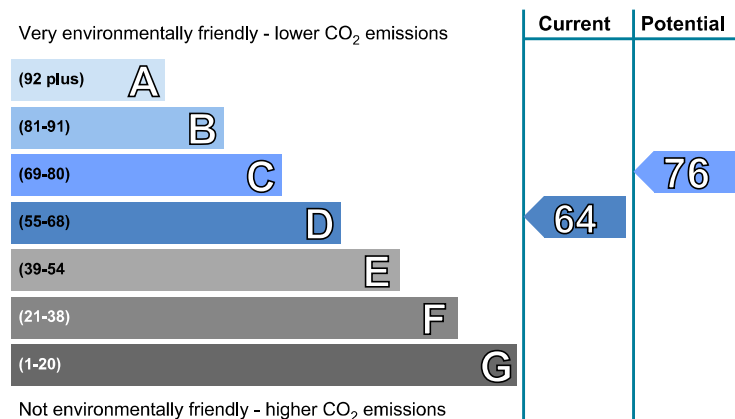 Very environmentally friendly - lower CO₂ emissions
Current
Potential
(92 plus) A
(81-91) B
(69-80) C
76
(55-68) D
64
(39-54 E
(21-38) F
(1-20) G
Not environmentally friendly - higher CO₂ emissions